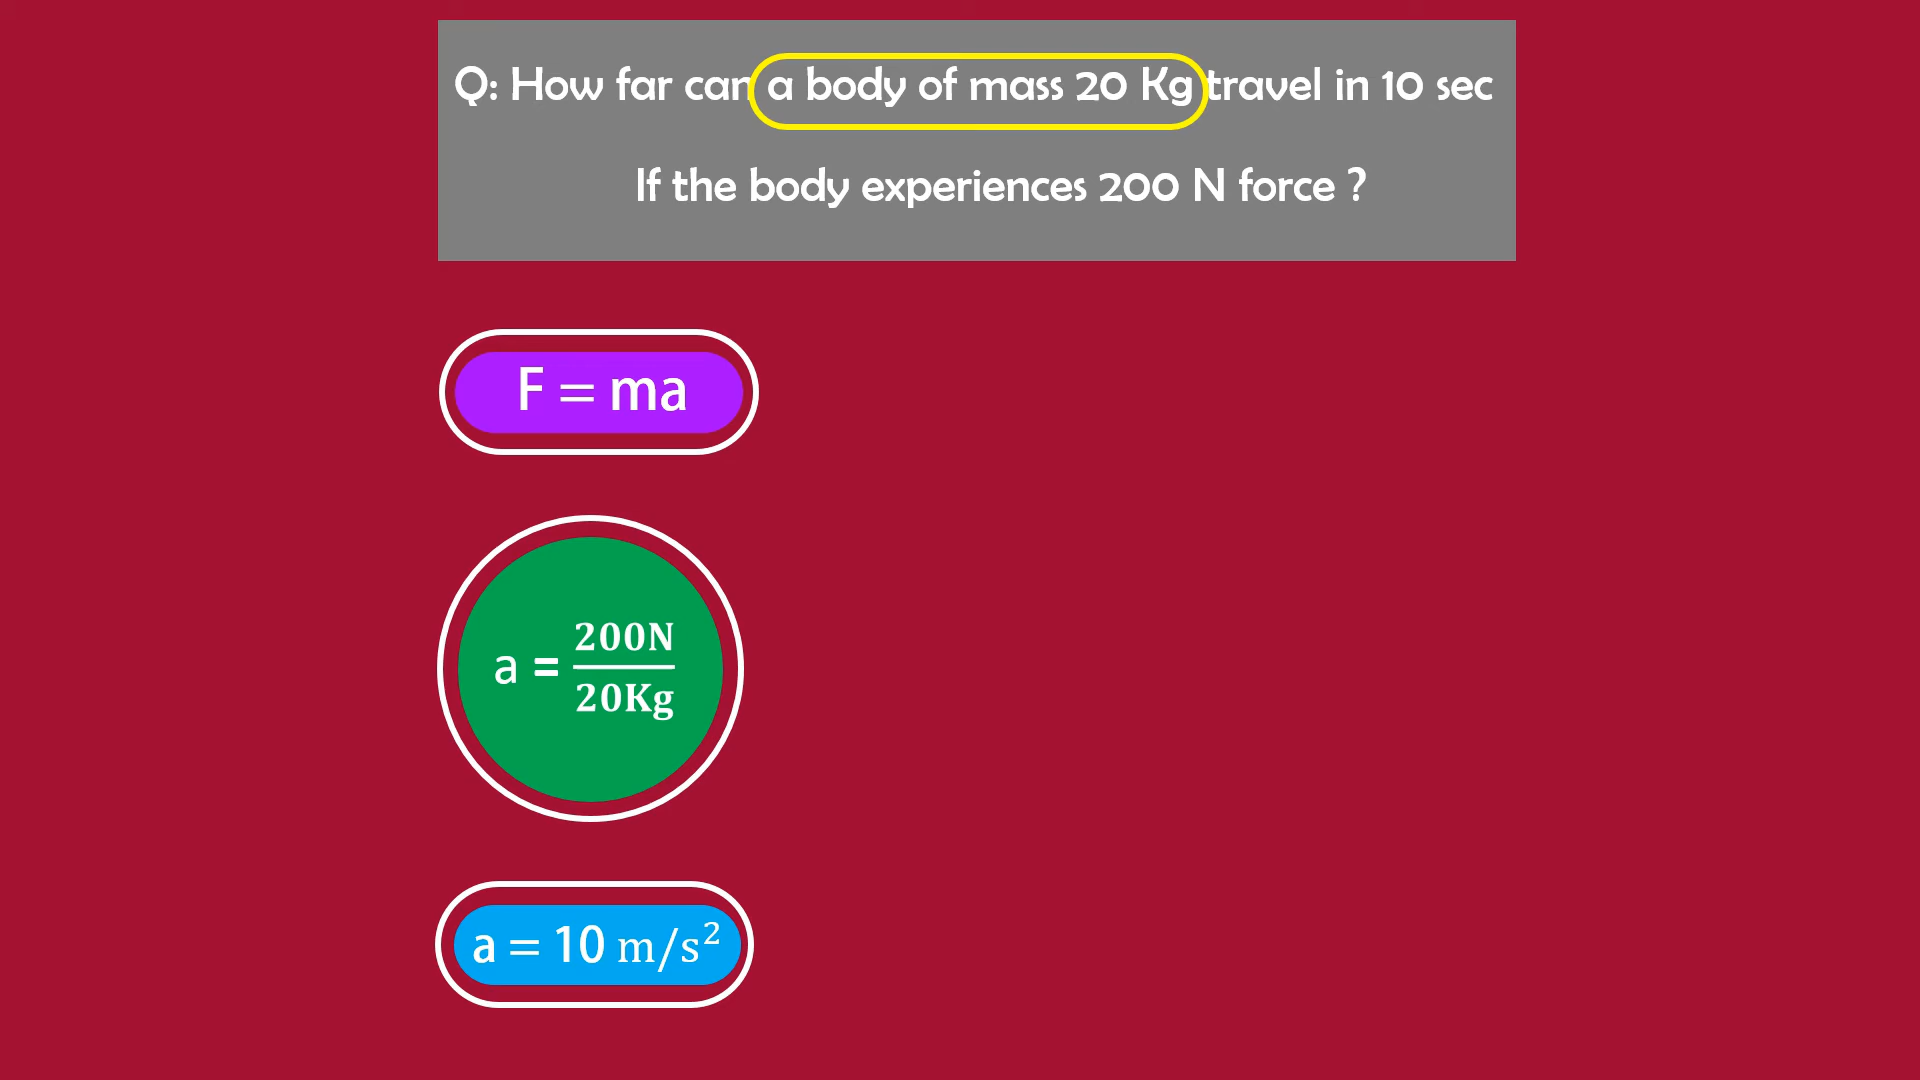 Q: How far can a body of mass 20 Kg travel in 10 sec
If the body experiences 200 N force ?
F = ma
a = 200N/20Kg
a = 10 m/s²